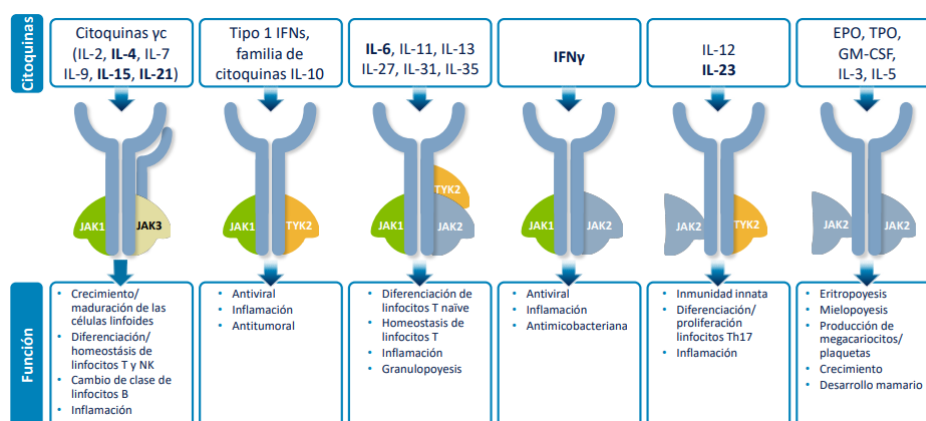 Citoquinas
Citoquinas γc
(IL-2, IL-4, IL-7
IL-9, IL-15, IL-21)
Tipo 1 IFNs,
familia de
citoquinas IL-10
IL-6, IL-11, IL-13
IL-27, IL-31, IL-35
IFNγ
IL-12
IL-23
EPO, TPO,
GM-CSF,
IL-3, IL-5
JAK1
JAK3
JAK1
TYK2
JAK1
TYK2
JAK2
JAK1
JAK2
JAK2
TYK2
JAK2
JAK2
Función
• Crecimiento/
maduración de las
células linfoides
• Diferenciación/
homeostásis de
linfocitos T y NK
• Cambio de clase de
linfocitos B
• Inflamación
• Antiviral
• Inflamación
• Antitumoral
• Diferenciación de
linfocitos T naïve
• Homeostasis de
linfocitos T
• Inflamación
• Granulopoyesis
• Antiviral
• Inflamación
• Antimicobacteriana
• Inmunidad innata
• Diferenciación/
proliferación
linfocitos Th17
• Inflamación
• Eritropoyesis
• Mielopoyesis
• Producción de
megacariocitos/
plaquetas
• Crecimiento
• Desarrollo mamario